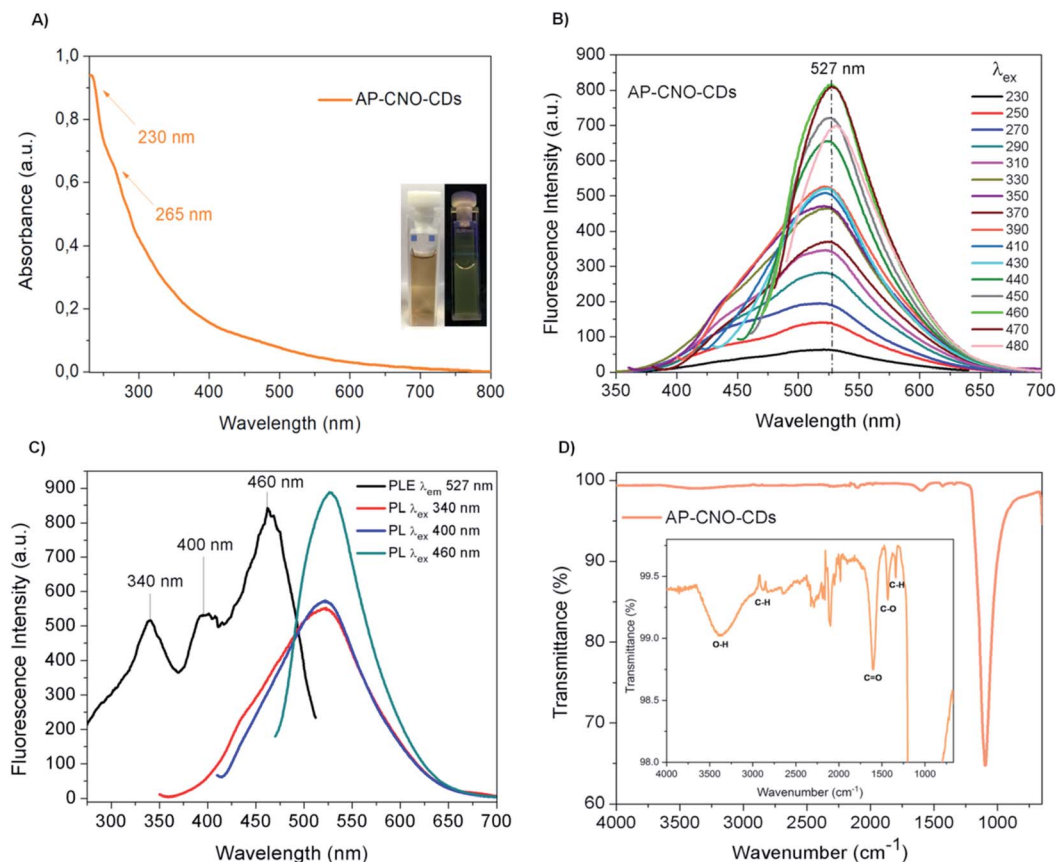 A)
1,0
0,8
0,6
0,4
0,2
0,0
Absorbance (a.u.)
AP-CNO-CDs
230 nm
265 nm
300 400 500 600 700 800
Wavelength (nm)
B)
900
800
700
600
500
400
300
200
100
0
Fluorescence Intensity (a.u.)
AP-CNO-CDs
527 nm
λex
230
250
270
290
310
330
350
370
390
410
430
440
450
460
470
480
350 400 450 500 550 600 650 700
Wavelength (nm)
C)
900
800
700
600
500
400
300
200
100
0
Fluorescence Intensity (a.u.)
340 nm
400 nm
460 nm
PLE λem 527 nm
PL λex 340 nm
PL λex 400 nm
PL λex 460 nm
300 350 400 450 500 550 600 650 700
Wavelength (nm)
D)
100
95
90
85
80
75
70
65
60
Transmittance (%)
AP-CNO-CDs
99.5
99.0
98.5
98.0
Transmittance (%)
O-H
C-H
C=O
C-O
C-H
4000 3500 3000 2500 2000 1500 1000
Wavenumber (cm-1)
4000 3500 3000 2500 2000 1500 1000
Wavenumber (cm-1)